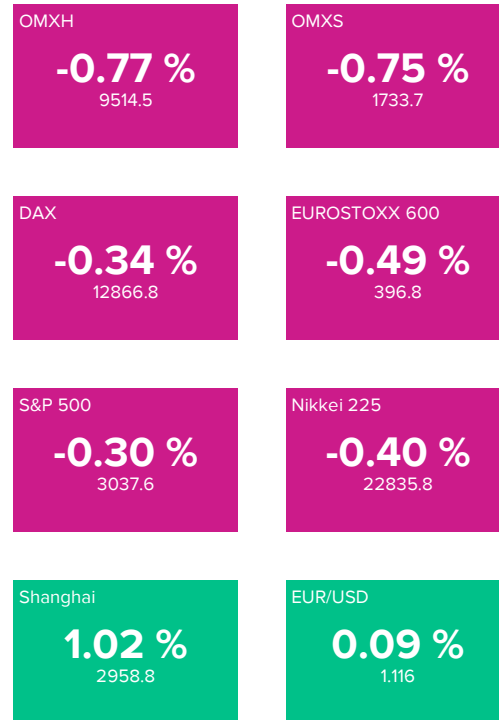 OMXH
-0.77 %
9514.5
OMXS
-0.75 %
1733.7
DAX
-0.34 %
12866.8
EUROSTOXX 600
-0.49 %
396.8
S&P 500
-0.30 %
3037.6
Nikkei 225
-0.40 %
22835.8
Shanghai
1.02 %
2958.8
EUR/USD
0.09 %
1.116